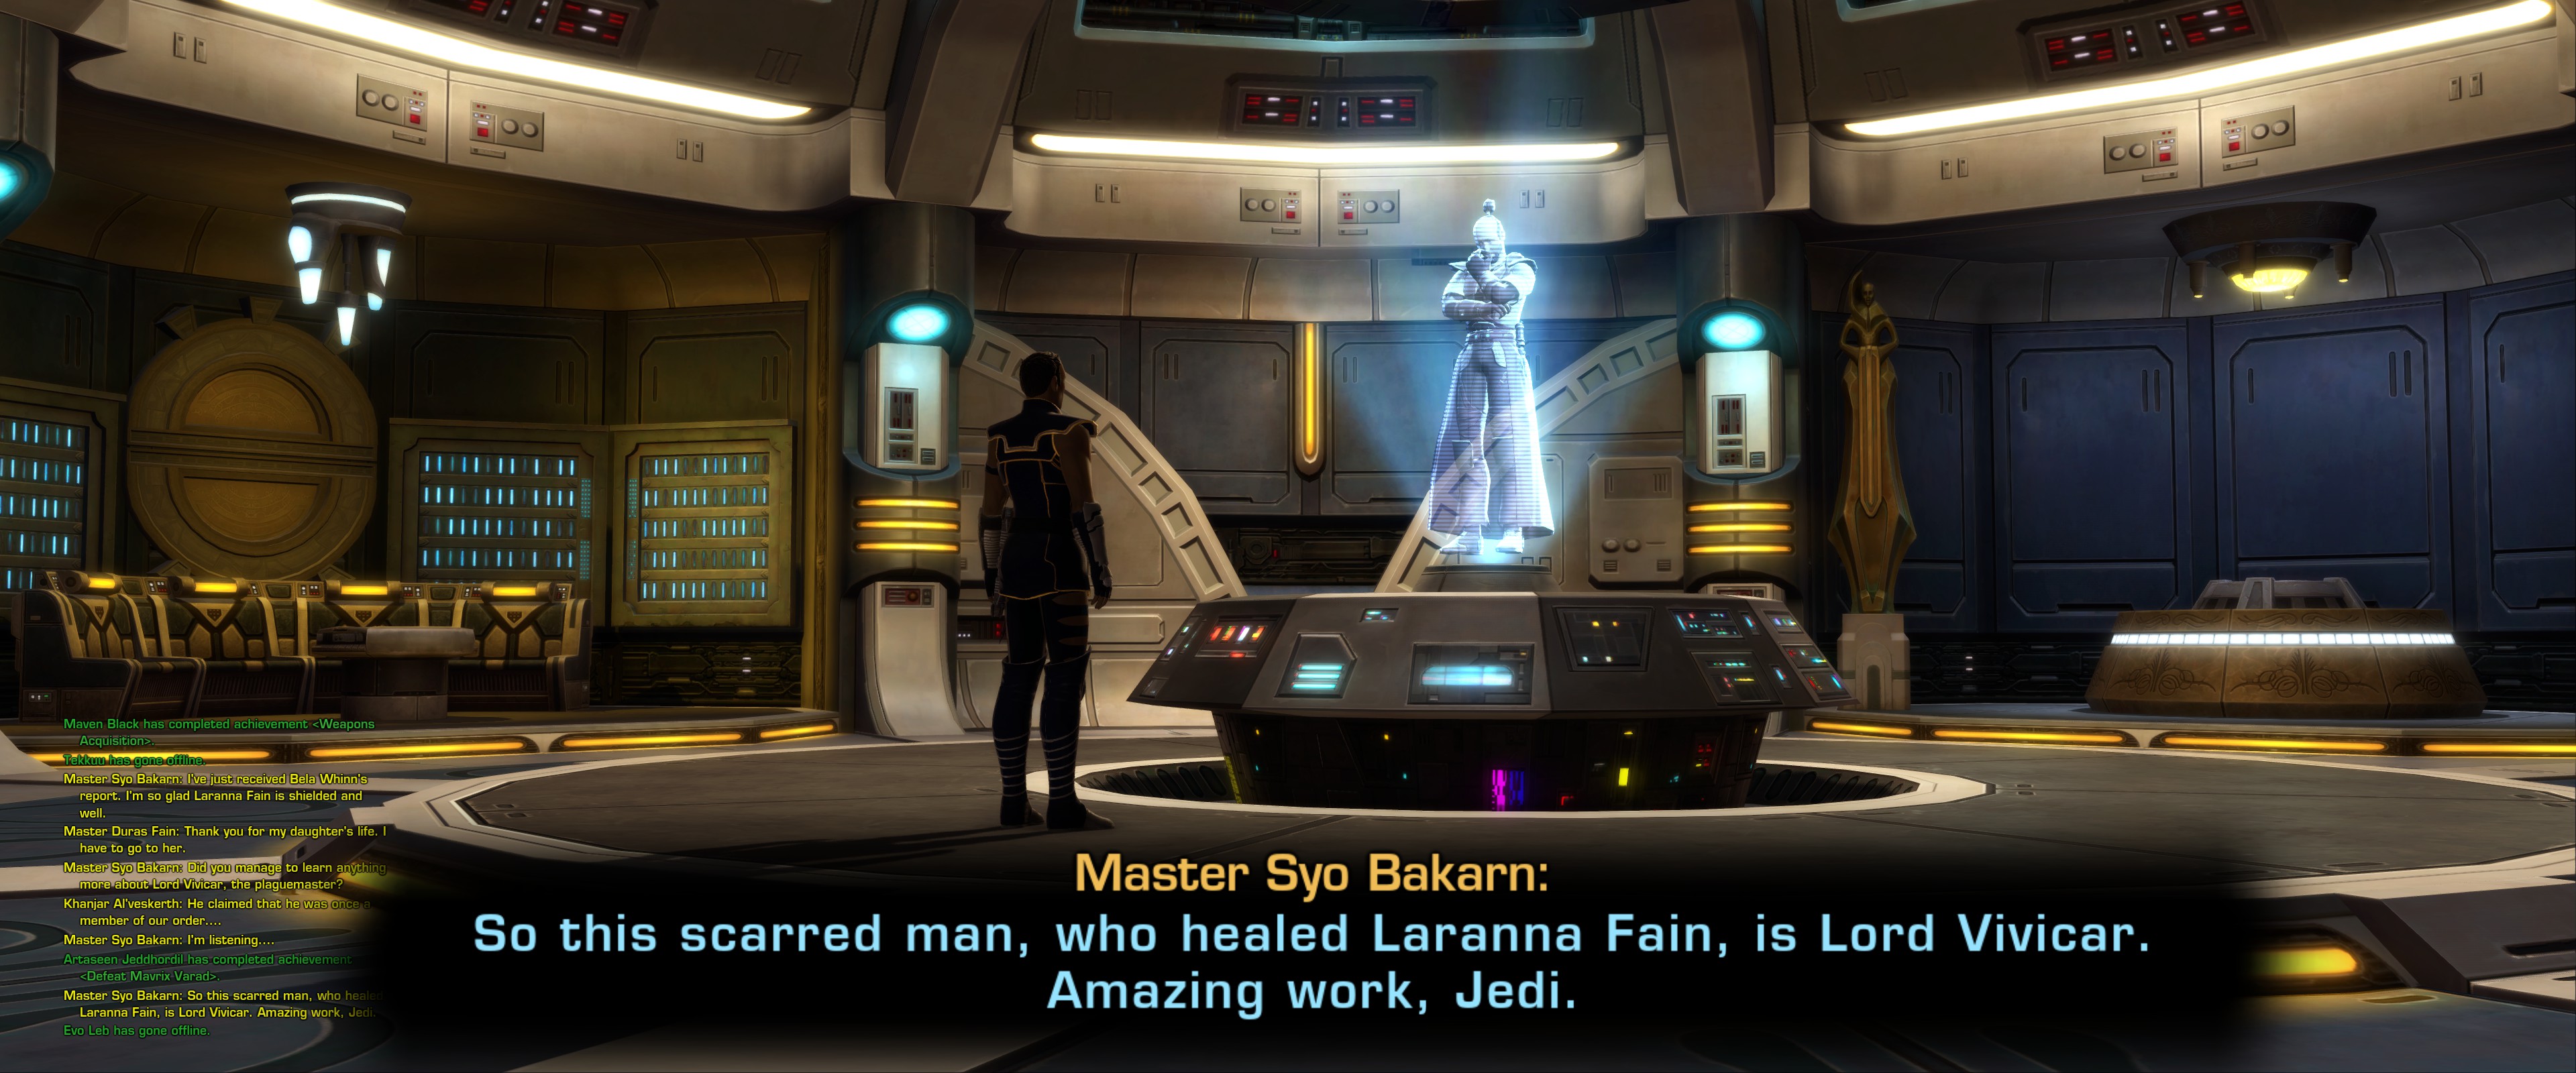 Maven Black has completed achievement <Weapons
Acquisition>.
Tekkuu has gone offline.
Master Syo Bakarn: I've just received Bela Whinn's
report. I'm so glad Laranna Fain is shielded and
well.
Master Duras Fain: Thank you for my daughter's life. I
have to go to her.
Master Syo Bakarn: Did you manage to learn anything
more about Lord Vivicar, the plaguemaster?
Khanjar Al'veskerth: He claimed that he was once a
member of our order....
Master Syo Bakarn: I'm listening....
Artaseen Jeddhordil has completed achievement
<Defeat Mavrix Varad>.
Master Syo Bakarn: So this scarred man, who healed
Laranna Fain, is Lord Vivicar. Amazing work, Jedi.
Evo Leb has gone offline.
Master Syo Bakarn:
So this scarred man, who healed Laranna Fain, is Lord Vivicar.
Amazing work, Jedi.